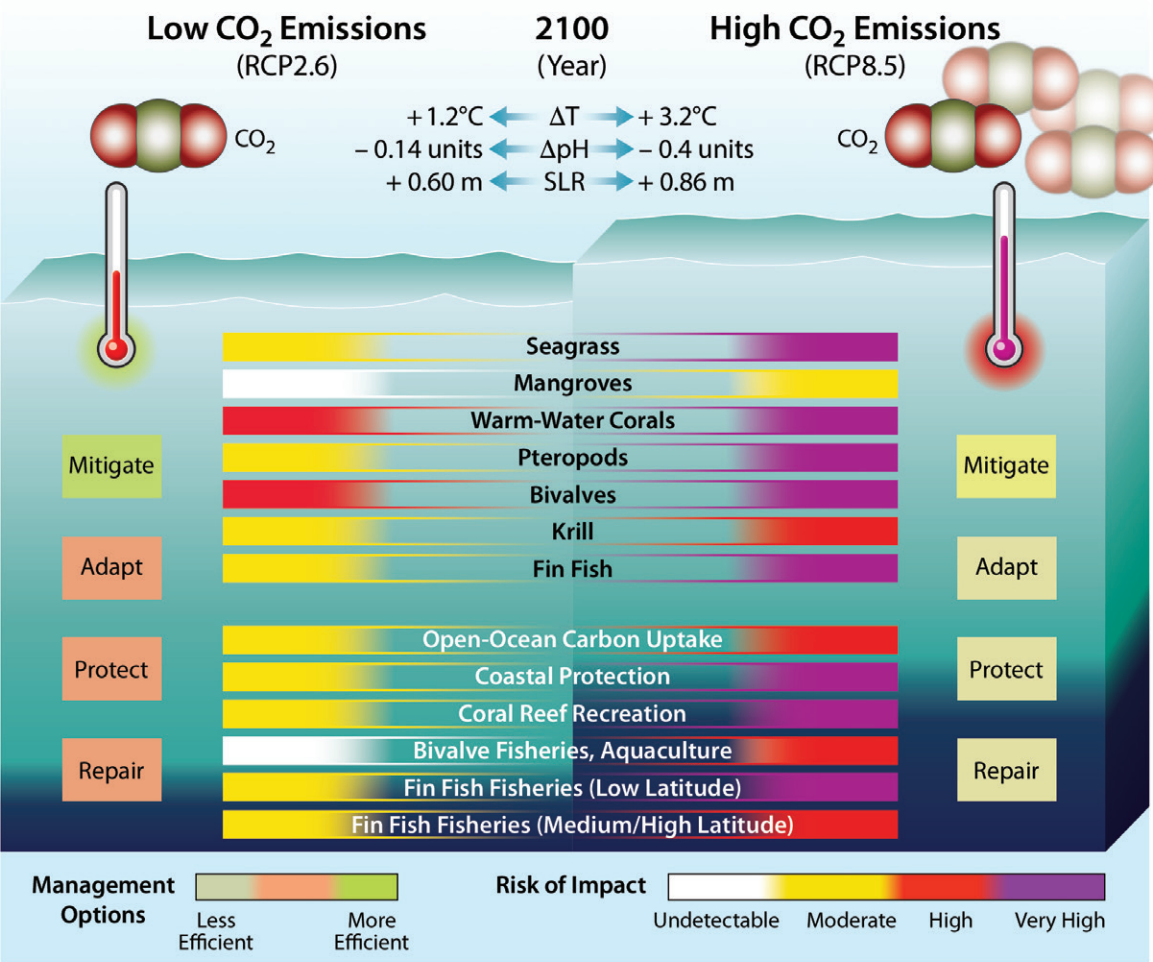 Low CO₂ Emissions
(RCP2.6)
2100
(Year)
High CO₂ Emissions
(RCP8.5)
CO₂
+ 1.2°C ΔT + 3.2°C
– 0.14 units ΔpH – 0.4 units
+ 0.60 m SLR + 0.86 m
CO₂
Seagrass
Mangroves
Warm-Water Corals
Pteropods
Bivalves
Krill
Fin Fish
Open-Ocean Carbon Uptake
Coastal Protection
Coral Reef Recreation
Bivalve Fisheries, Aquaculture
Fin Fish Fisheries (Low Latitude)
Fin Fish Fisheries (Medium/High Latitude)
Mitigate
Adapt
Protect
Repair
Mitigate
Adapt
Protect
Repair
Management
Options
Less
Efficient
More
Efficient
Risk of Impact
Undetectable Moderate High Very High